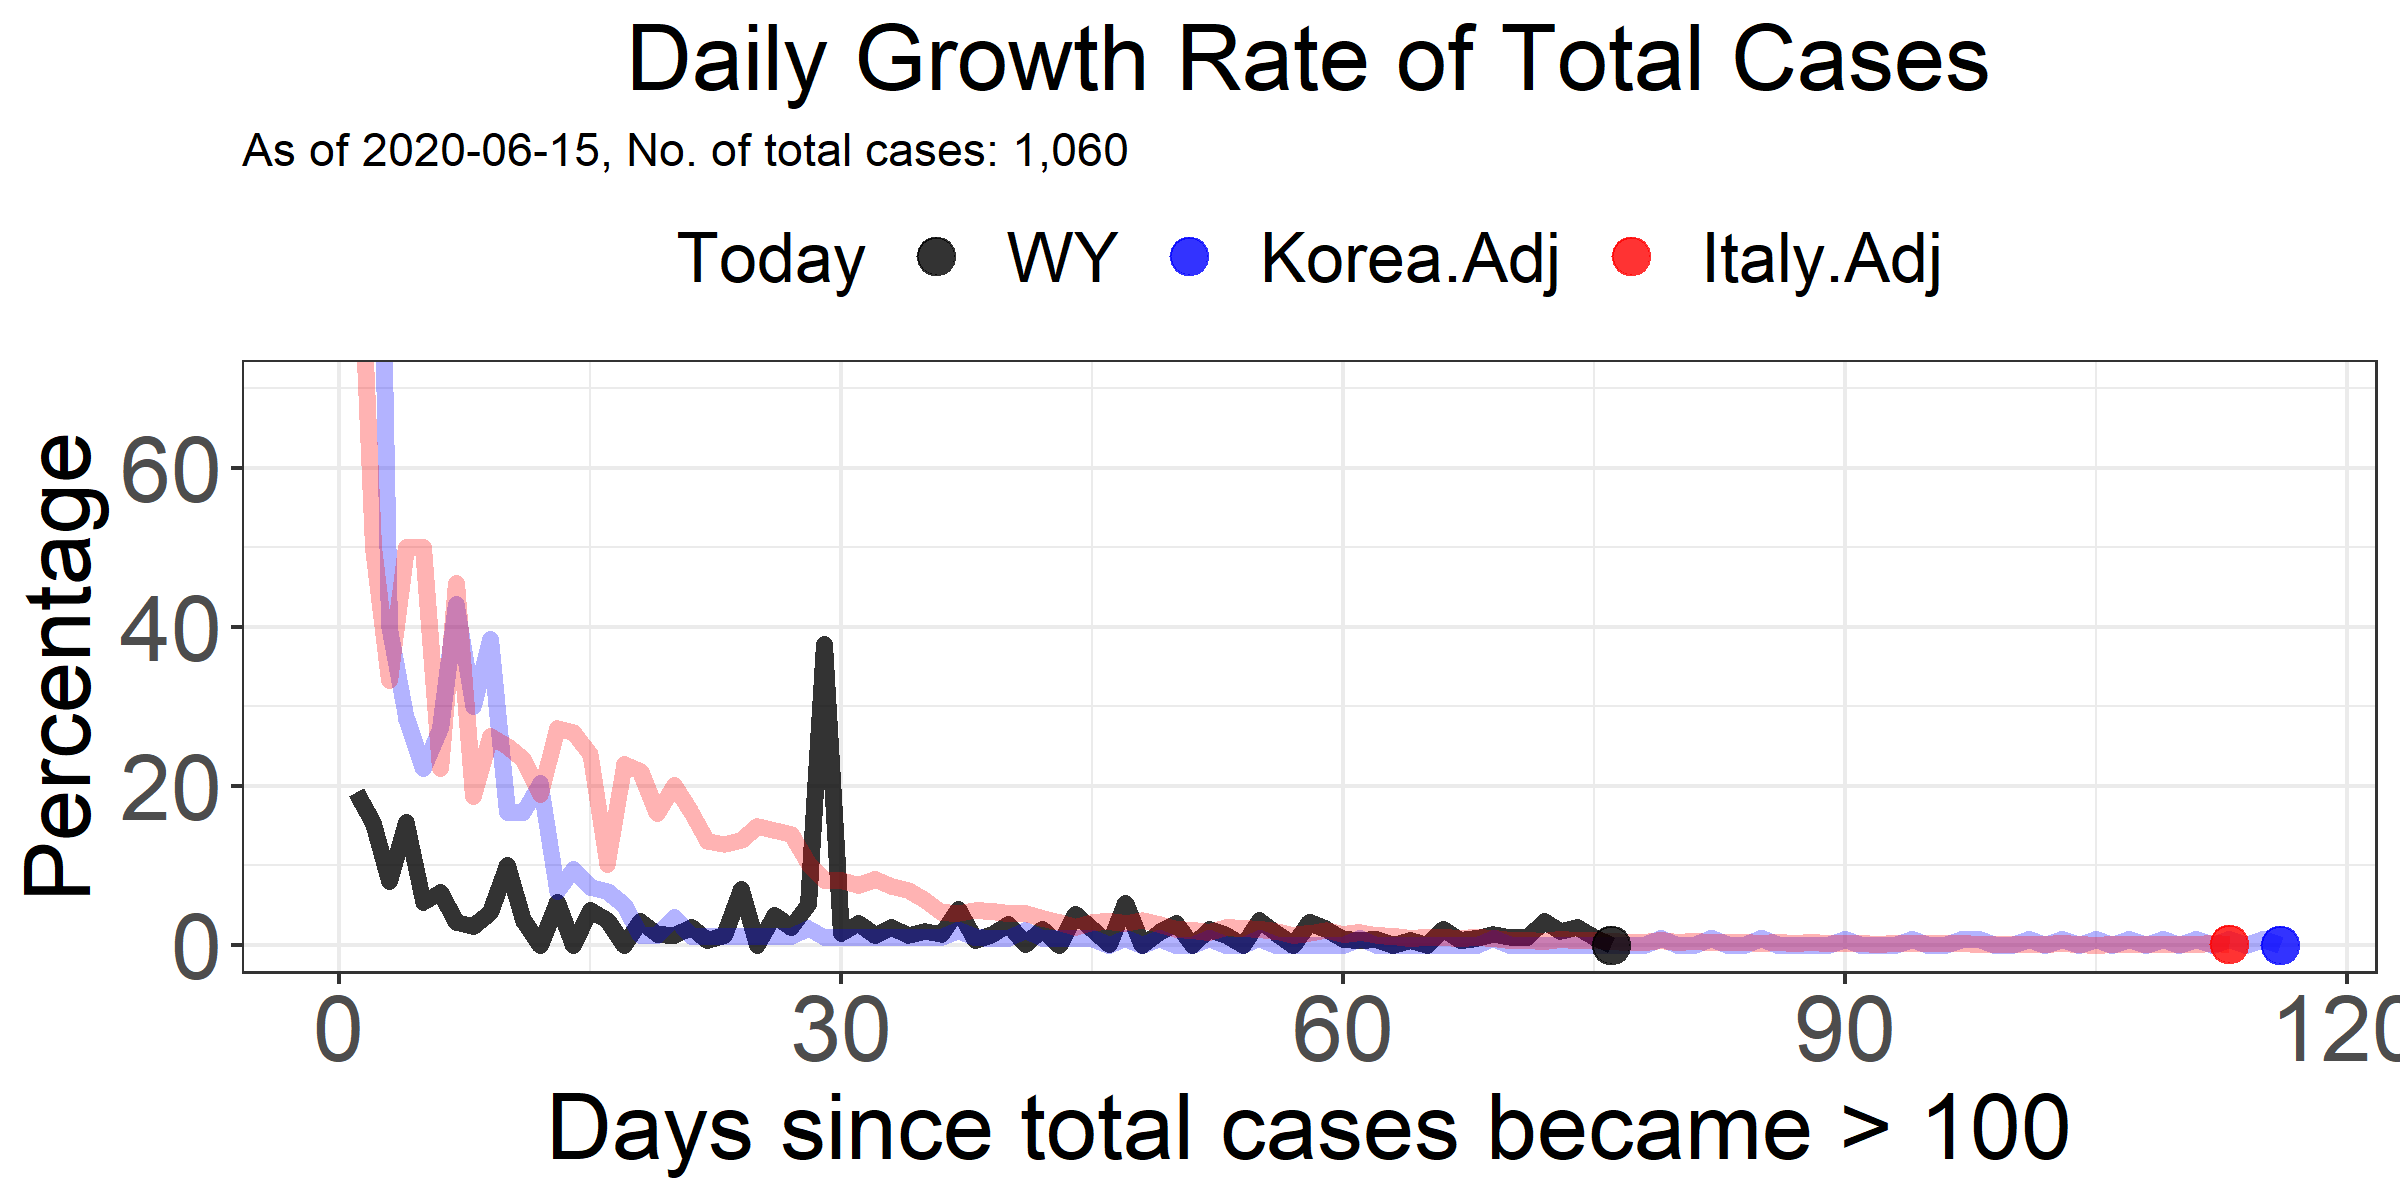 Daily Growth Rate of Total Cases
As of 2020-06-15, No. of total cases: 1,060
Today WY Korea.Adj Italy.Adj
Percentage
60
40
20
0
0 30 60 90 120
Days since total cases became > 100